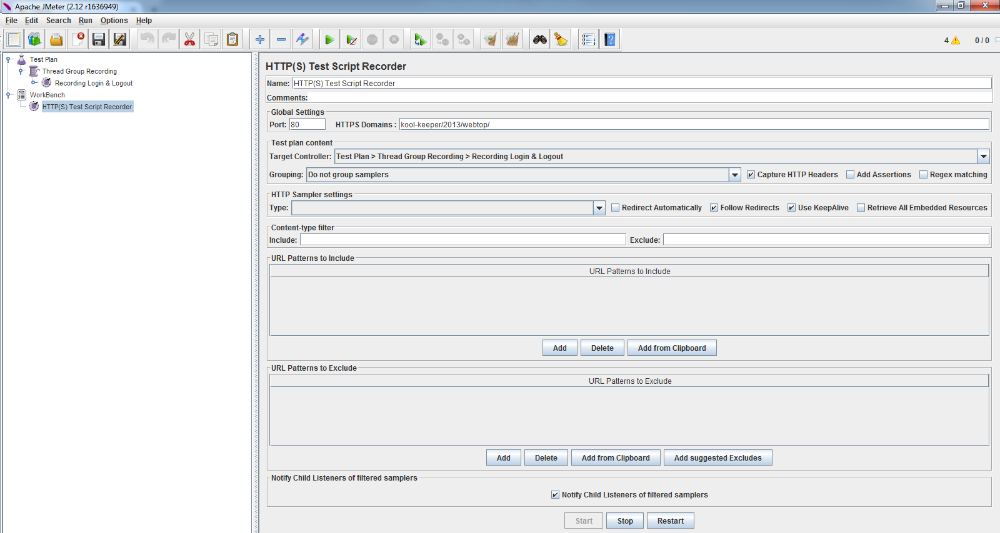 Apache JMeter (2.12 r1636949)
File Edit Search Run Options Help
4 0 / 0
Test Plan
Thread Group Recording
Recording Login & Logout
WorkBench
HTTP(S) Test Script Recorder
HTTP(S) Test Script Recorder
Name: HTTP(S) Test Script Recorder
Comments:
Global Settings
Port: 80 HTTPS Domains : kool-keeper/2013/webtop/
Test plan content
Target Controller: Test Plan > Thread Group Recording > Recording Login & Logout
Grouping: Do not group samplers Capture HTTP Headers Add Assertions Regex matching
HTTP Sampler settings
Type: Redirect Automatically Follow Redirects Use KeepAlive Retrieve All Embedded Resources
Content-type filter
Include: Exclude:
URL Patterns to Include
URL Patterns to Include
Add Delete Add from Clipboard
URL Patterns to Exclude
URL Patterns to Exclude
Add Delete Add from Clipboard Add suggested Excludes
Notify Child Listeners of filtered samplers
Notify Child Listeners of filtered samplers
Start Stop Restart